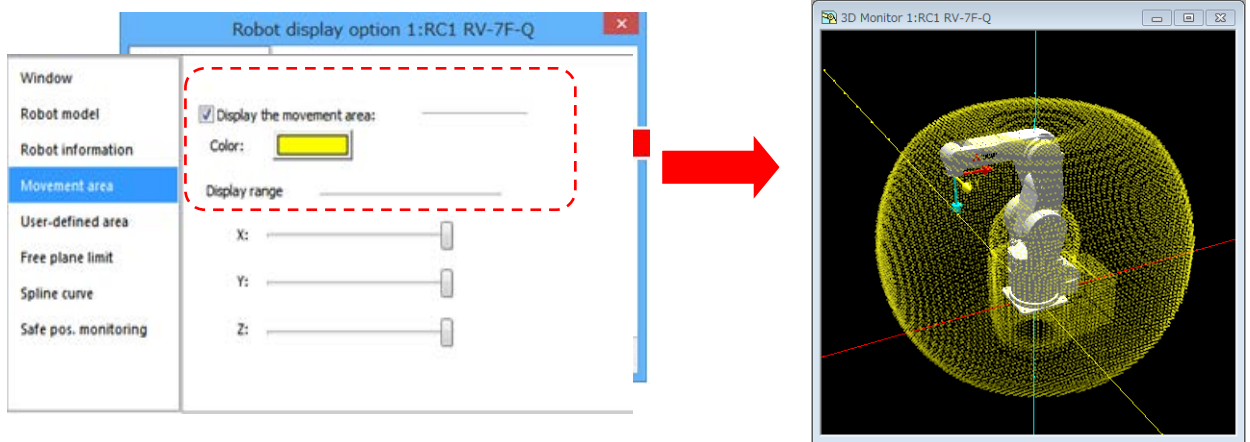 Robot display option 1:RC1 RV-7F-Q
Window
Robot model
Robot information
Movement area
User-defined area
Free plane limit
Spline curve
Safe pos. monitoring
Display the movement area:
Color:
Display range
X:
Y:
Z:
3D Monitor 1:RC1 RV-7F-Q